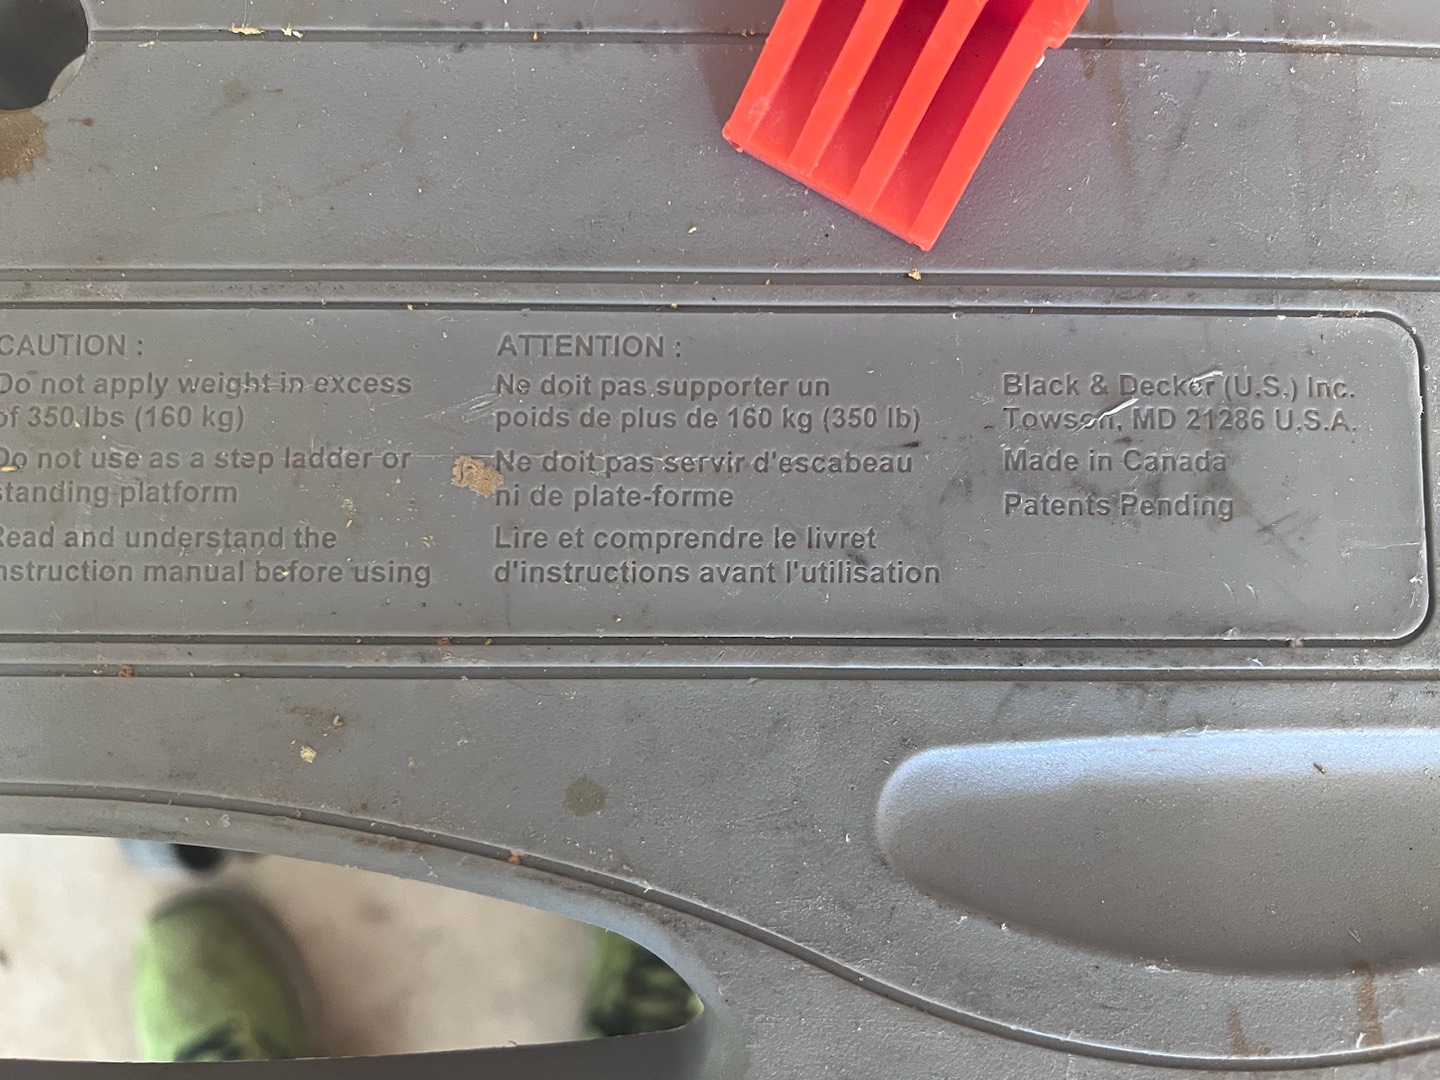 CAUTION :
Do not apply weight in excess
of 350 lbs (160 kg)
Do not use as a step ladder or
standing platform
Read and understand the
instruction manual before using
ATTENTION :
Ne doit pas supporter un
poids de plus de 160 kg (350 lb)
Ne doit pas servir d'escabeau
ni de plate-forme
Lire et comprendre le livret
d'instructions avant l'utilisation
Black & Decker (U.S.) Inc.
Towson, MD 21286 U.S.A.
Made in Canada
Patents Pending